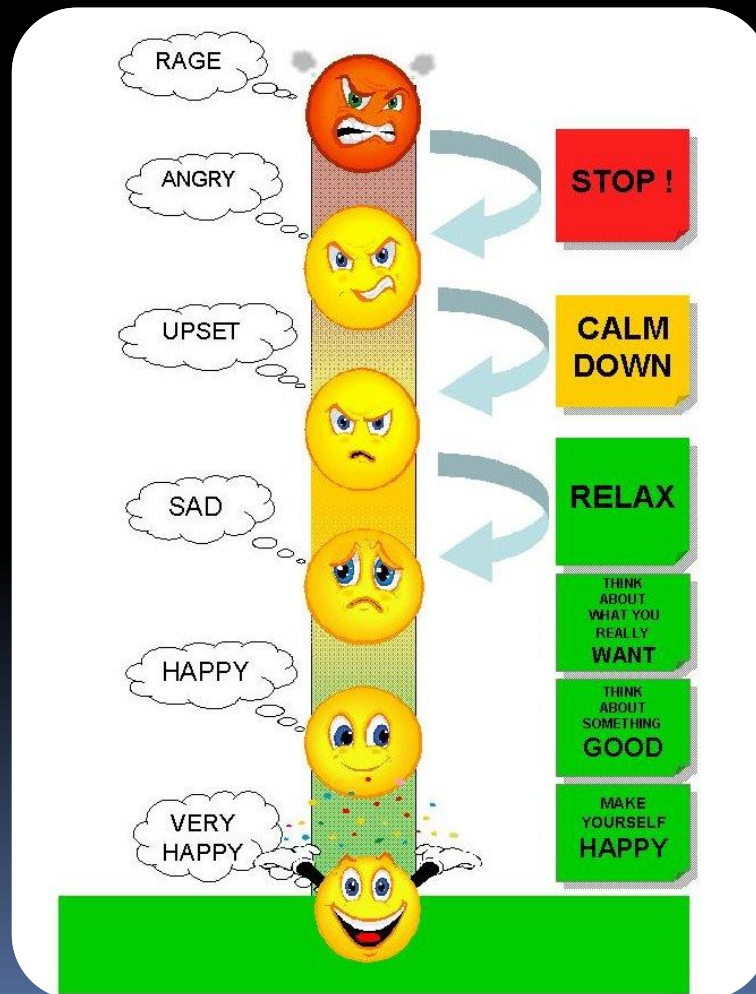 RAGE
ANGRY
UPSET
SAD
HAPPY
VERY
HAPPY
STOP !
CALM
DOWN
RELAX
THINK
ABOUT
WHAT YOU
REALLY
WANT
THINK
ABOUT
SOMETHING
GOOD
MAKE
YOURSELF
HAPPY